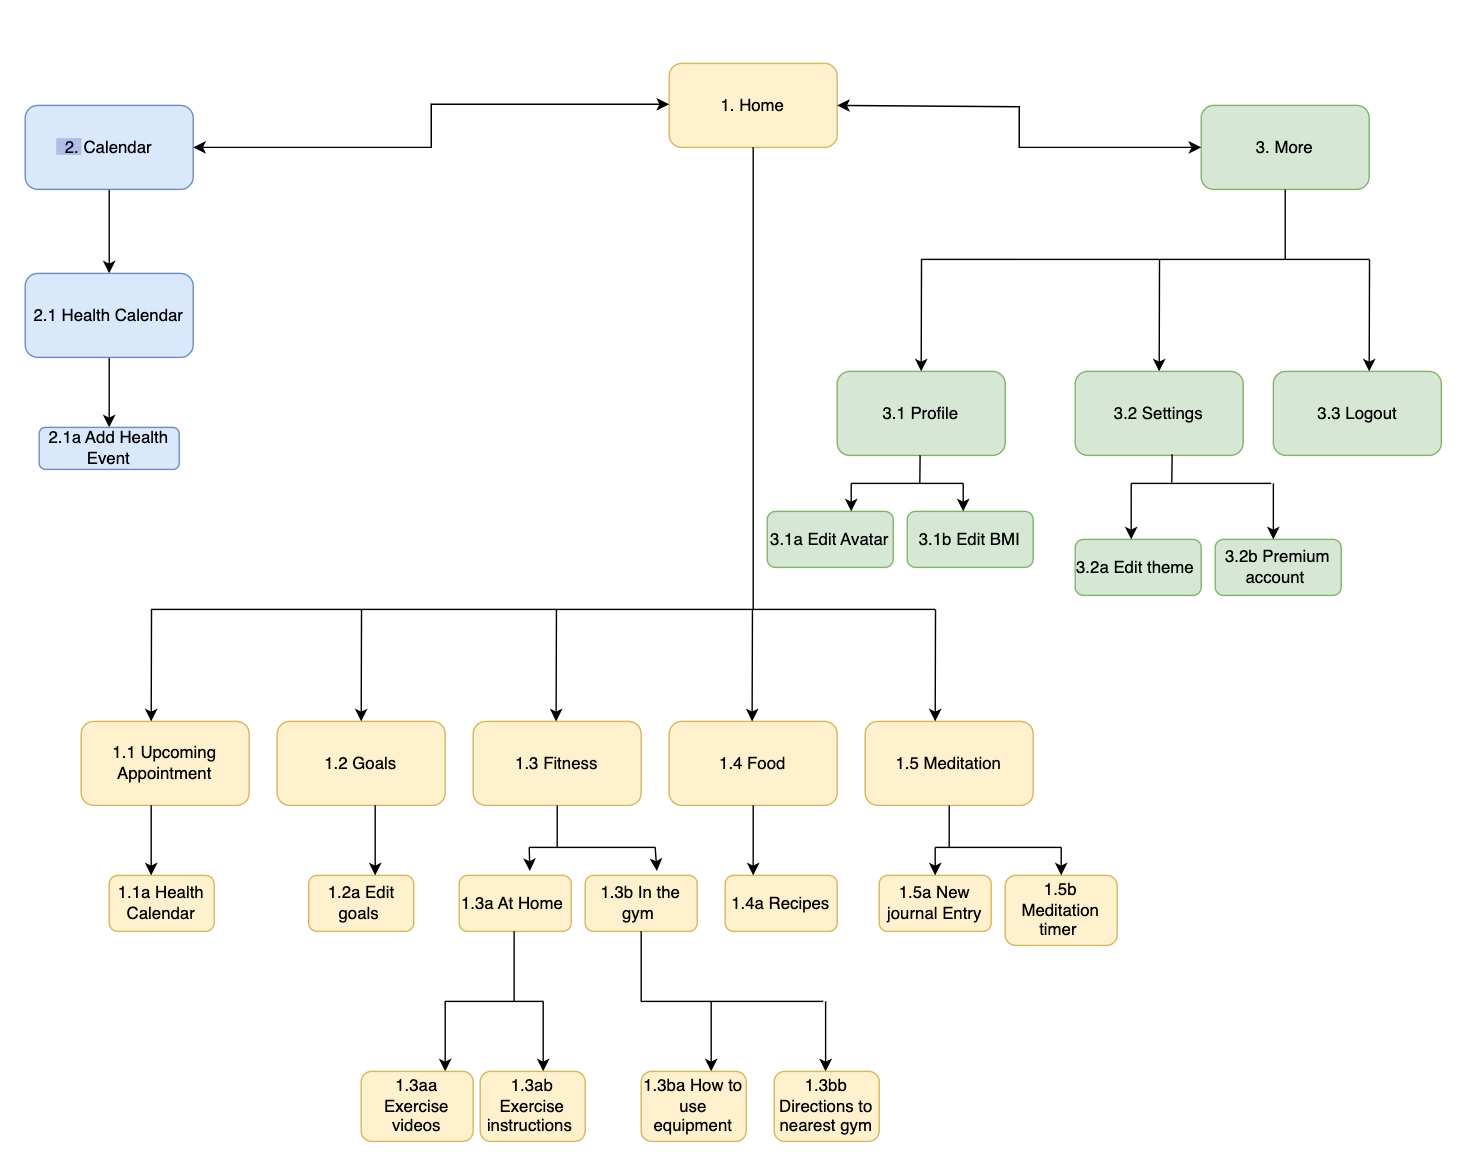 1. Home
2. Calendar
3. More
2.1 Health Calendar
2.1a Add Health
Event
3.1 Profile
3.2 Settings
3.3 Logout
3.1a Edit Avatar
3.1b Edit BMI
3.2a Edit theme
3.2b Premium
account
1.1 Upcoming
Appointment
1.2 Goals
1.3 Fitness
1.4 Food
1.5 Meditation
1.1a Health
Calendar
1.2a Edit
goals
1.3a At Home
1.3b In the
gym
1.4a Recipes
1.5a New
journal Entry
1.5b
Meditation
timer
1.3aa
Exercise
videos
1.3ab
Exercise
instructions
1.3ba How to
use
equipment
1.3bb
Directions to
nearest gym